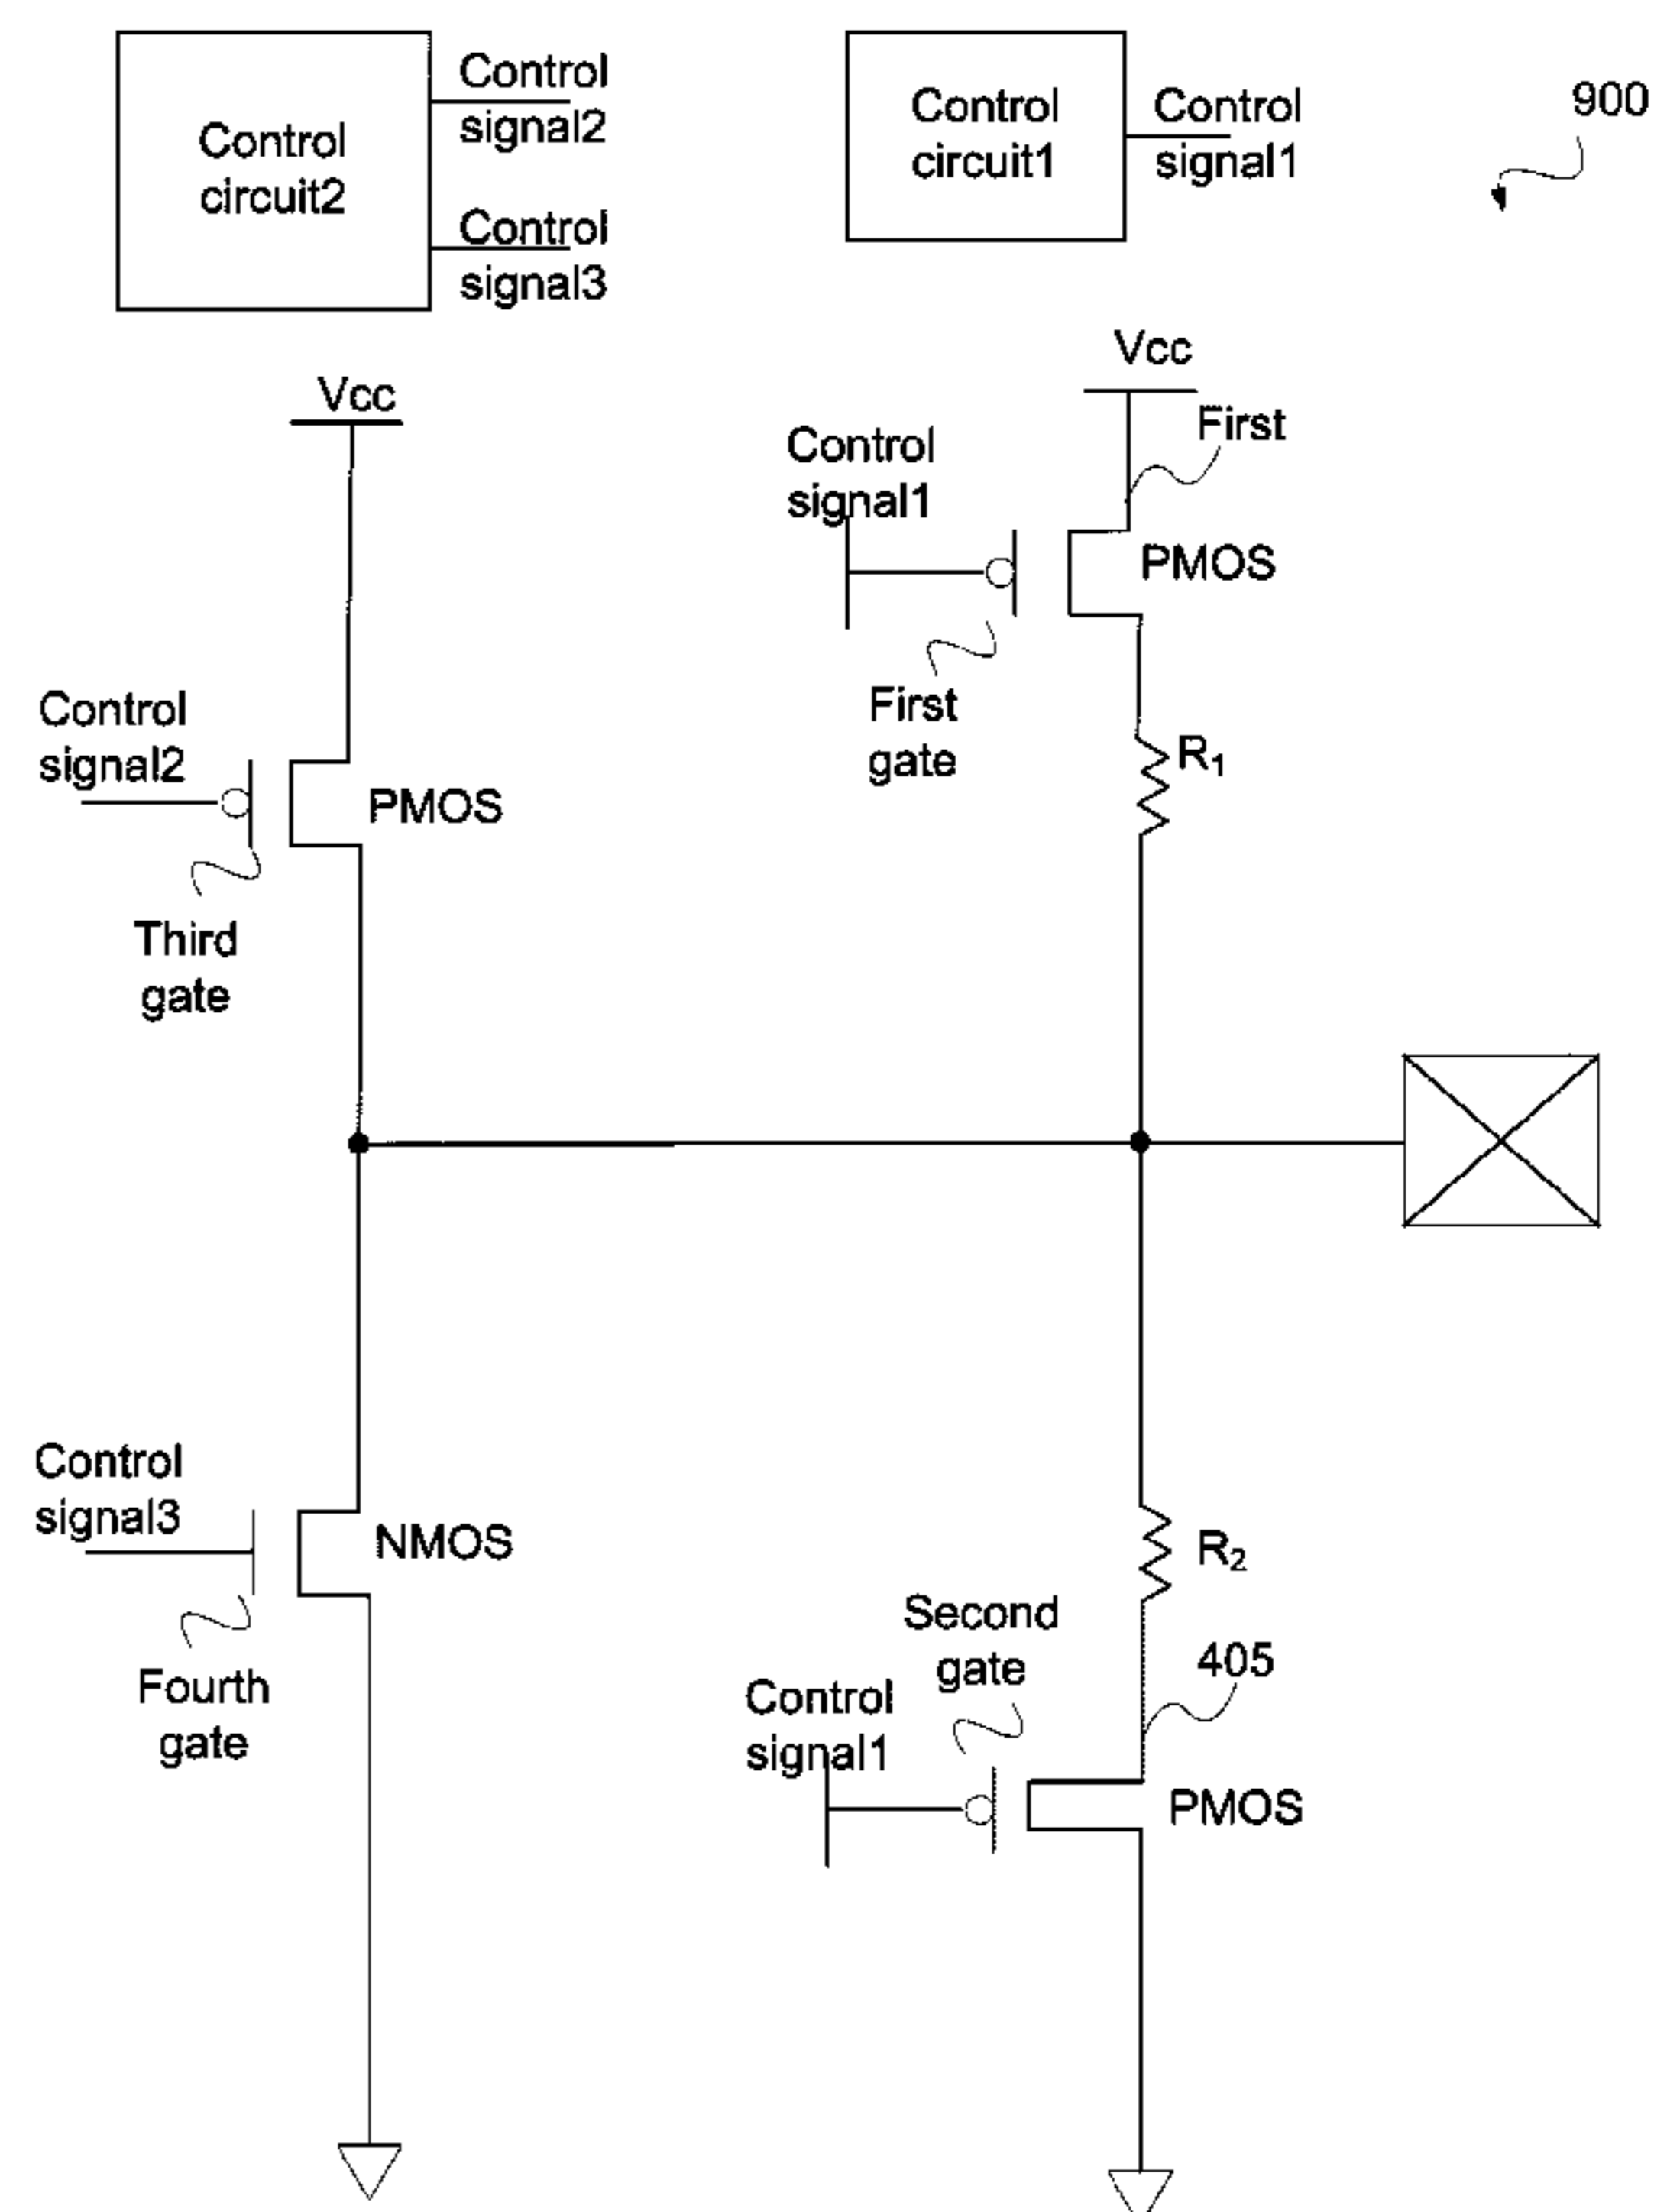 Control
signal2
Control
circuit2
Control
signal3
Control
circuit1
Control
signal1
900
Vcc
Vcc
First
Control
signal1
PMOS
First
gate
R1
Control
signal2
PMOS
Third
gate
Control
signal3
NMOS
Fourth
gate
R2
Second
gate
405
Control
signal1
PMOS